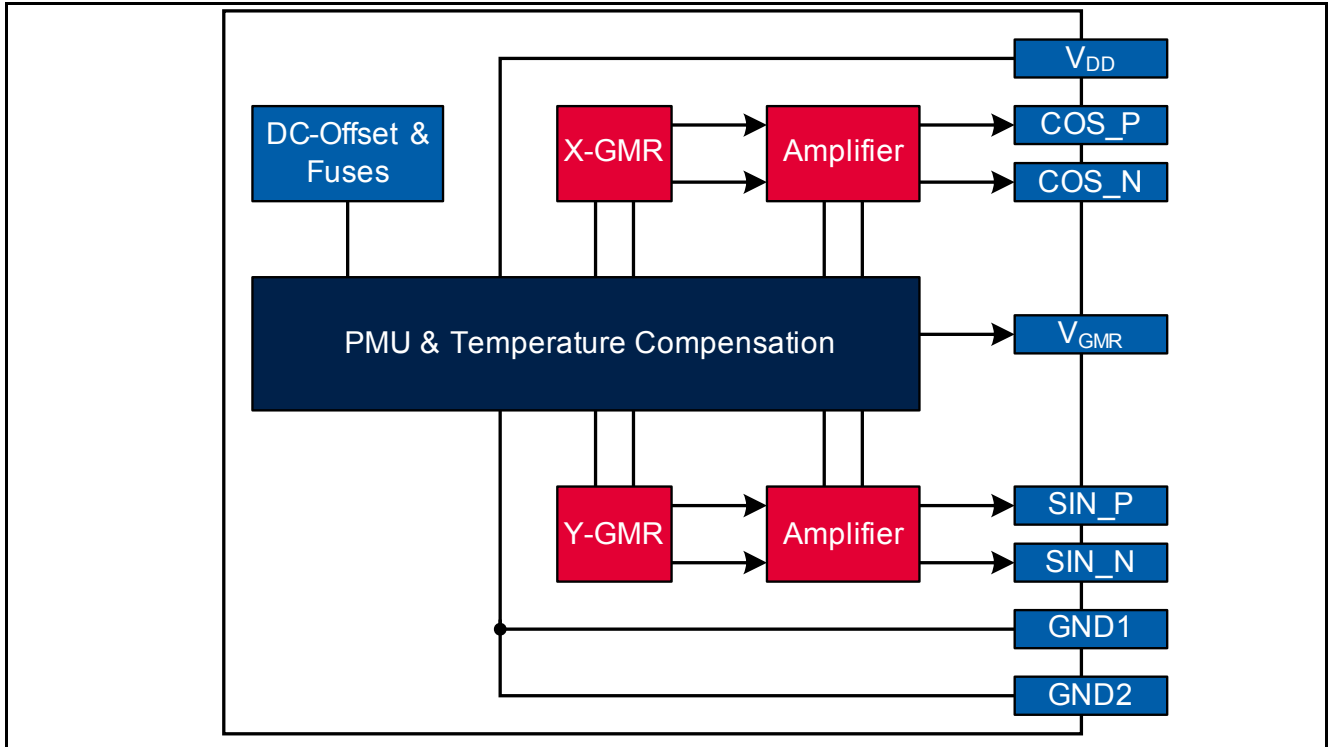 VDD
DC-Offset &
Fuses
X-GMR
Amplifier
COS_P
COS_N
PMU & Temperature Compensation
VGMR
Y-GMR
Amplifier
SIN_P
SIN_N
GND1
GND2